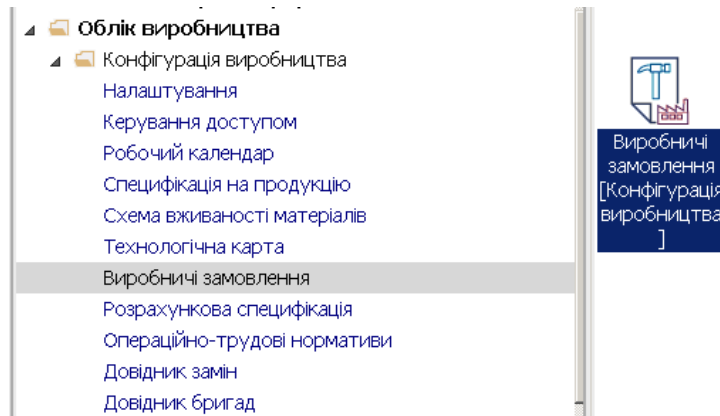 Облік виробництва
Конфігурація виробництва
Налаштування
Керування доступом
Робочий календар
Специфікація на продукцію
Схема вживаності матеріалів
Технологічна карта
Виробничі замовлення
Розрахункова специфікація
Операційно-трудові нормативи
Довідник замін
Довідник бригад
Виробничі
замовлення
[Конфігурація
виробництва
]